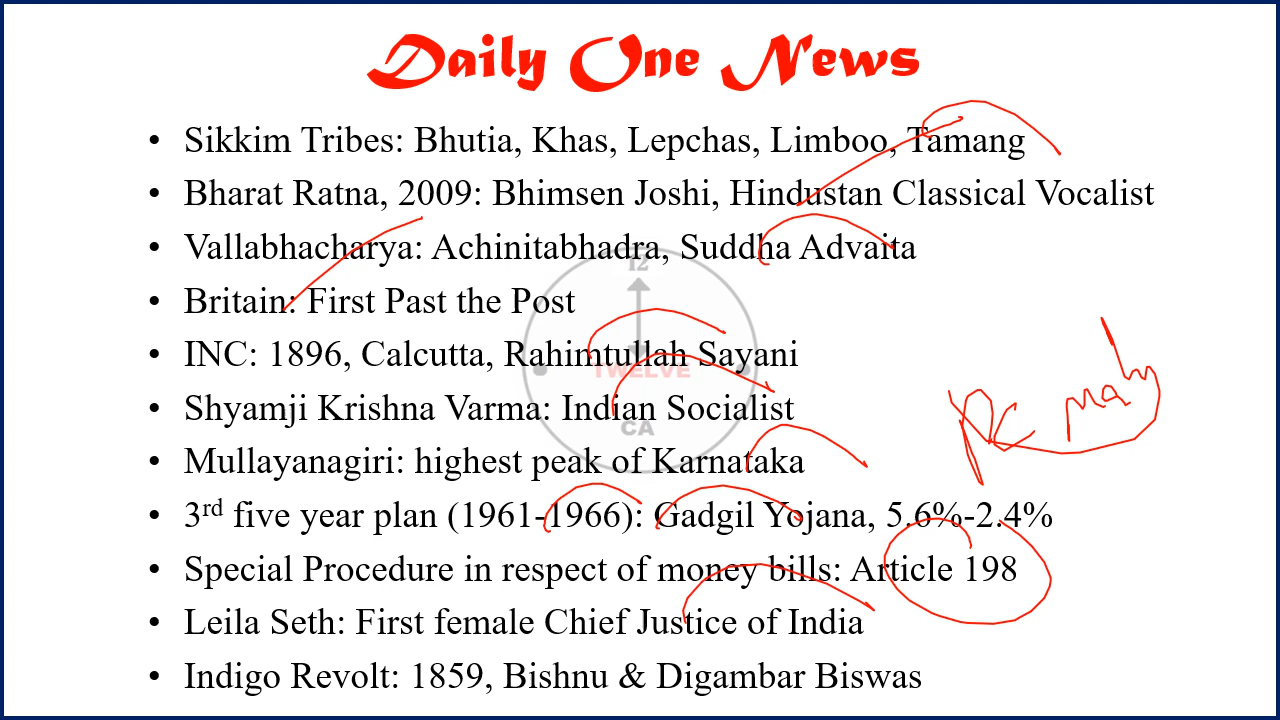 Daily One News
• Sikkim Tribes: Bhutia, Khas, Lepchas, Limboo, Tamang
• Bharat Ratna, 2009: Bhimsen Joshi, Hindustan Classical Vocalist
• Vallabhacharya: Achinitabhadra, Suddha Advaita
12
• Britain: First Past the Post
• INC: 1896, Calcutta, Rahimtullah Sayani
TWELVE
• Shyamji Krishna Varma: Indian Socialist
CA
• Mullayanagiri: highest peak of Karnataka
• 3rd five year plan (1961-1966): Gadgil Yojana, 5.6%-2.4%
• Special Procedure in respect of money bills: Article 198
• Leila Seth: First female Chief Justice of India
• Indigo Revolt: 1859, Bishnu & Digambar Biswas